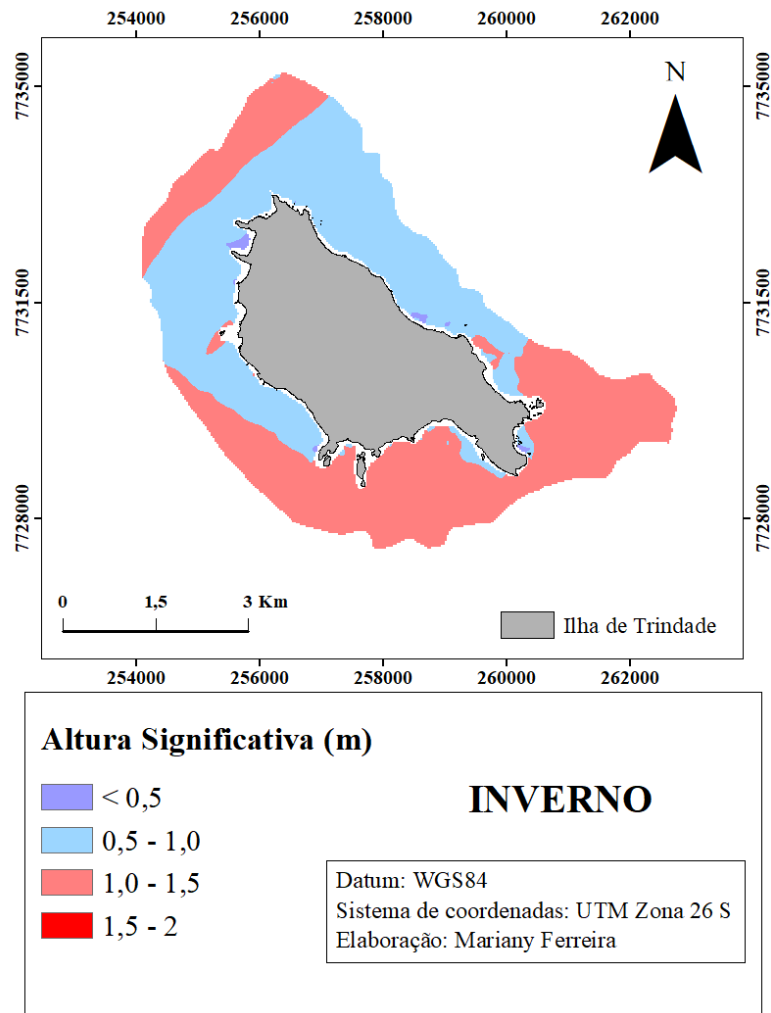 254000 256000 258000 260000 262000
N
7735000 7735000
7731500 7731500
7728000 7728000
0 1,5 3 Km
Ilha de Trindade
254000 256000 258000 260000 262000
Altura Significativa (m)
< 0,5
0,5 - 1,0
1,0 - 1,5
1,5 - 2
INVERNO
Datum: WGS84
Sistema de coordenadas: UTM Zona 26 S
Elaboração: Mariany Ferreira